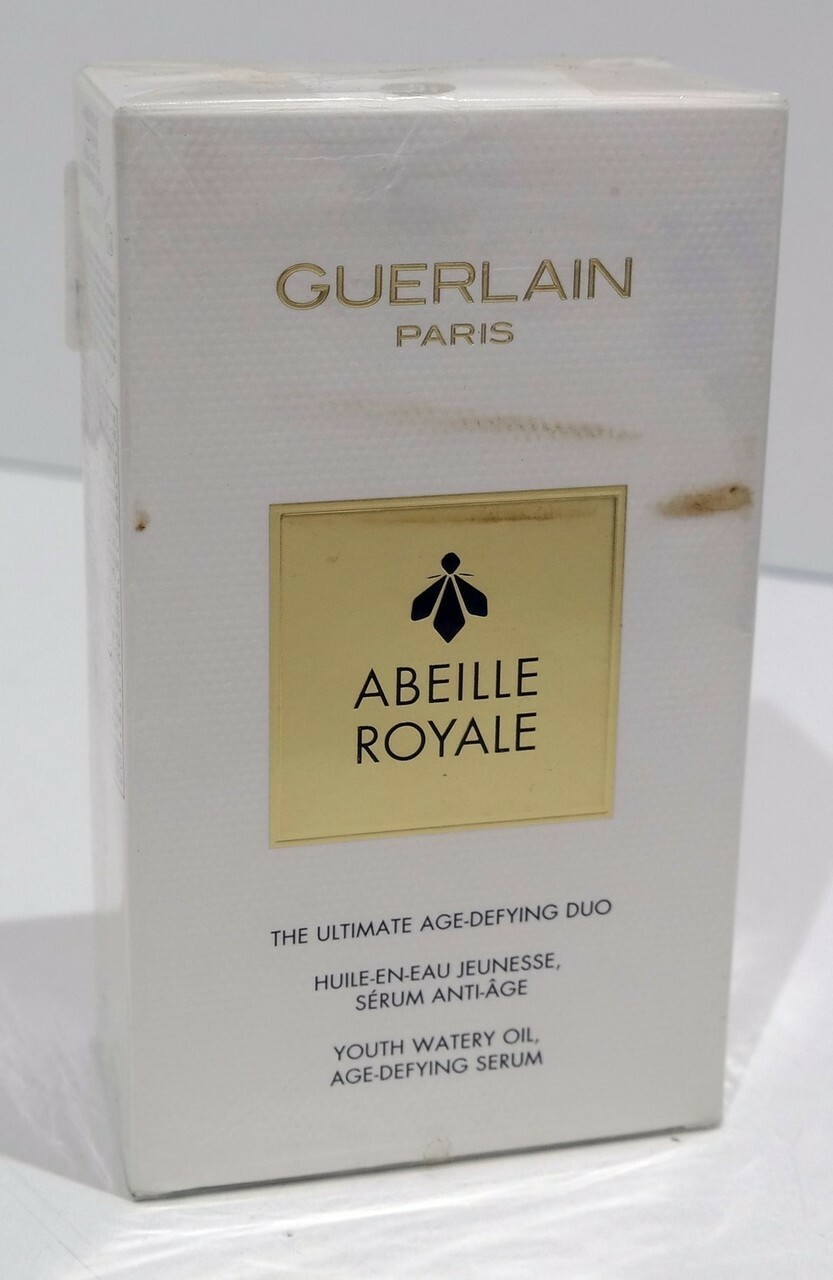 GUERLAIN
PARIS
ABEILLE
ROYALE
THE ULTIMATE AGE-DEFYING DUO
HUILE-EN-EAU JEUNESSE,
SÉRUM ANTI-ÂGE
YOUTH WATERY OIL,
AGE-DEFYING SERUM